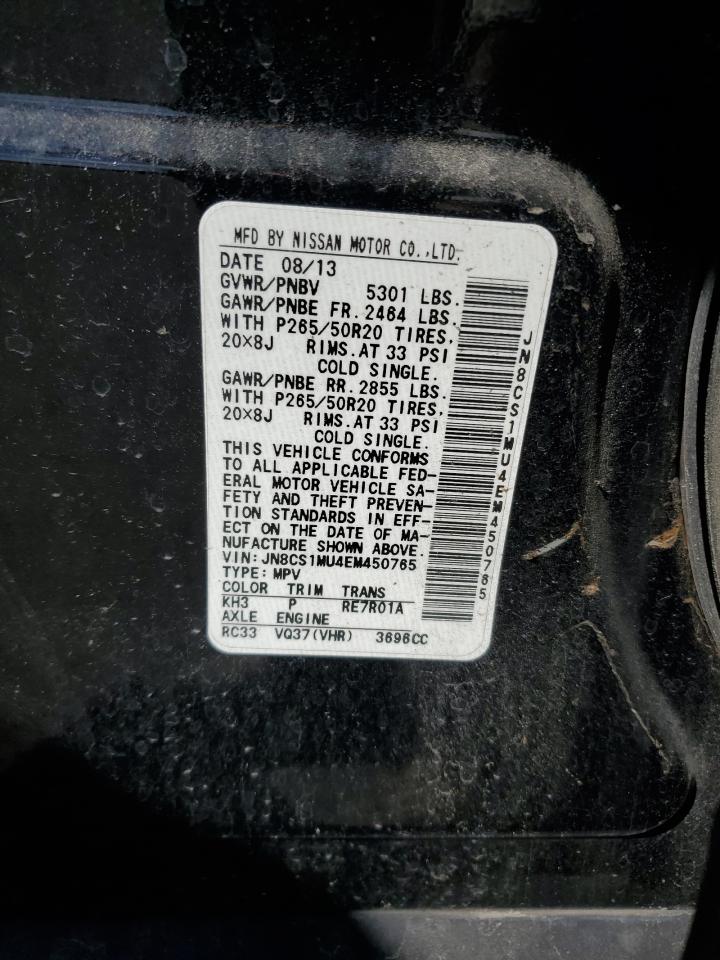 MFD BY NISSAN MOTOR CO.,LTD.
DATE 08/13
GVWR/PNBV 5301 LBS.
GAWR/PNBE FR. 2464 LBS.
WITH P265/50R20 TIRES,
20×8J RIMS.AT 33 PSI
COLD SINGLE.
GAWR/PNBE RR. 2855 LBS.
WITH P265/50R20 TIRES,
20×8J RIMS.AT 33 PSI
COLD SINGLE.
THIS VEHICLE CONFORMS
TO ALL APPLICABLE FED-
ERAL MOTOR VEHICLE SA-
FETY AND THEFT PREVEN-
TION STANDARDS IN EFF-
ECT ON THE DATE OF MA-
NUFACTURE SHOWN ABOVE.
VIN:JN8CS1MU4EM450765
TYPE:MPV
COLOR TRIM TRANS
KH3 P RE7R01A
AXLE ENGINE
RC33 VQ37(VHR) 3696CC
JN8CS1MU4EM450765